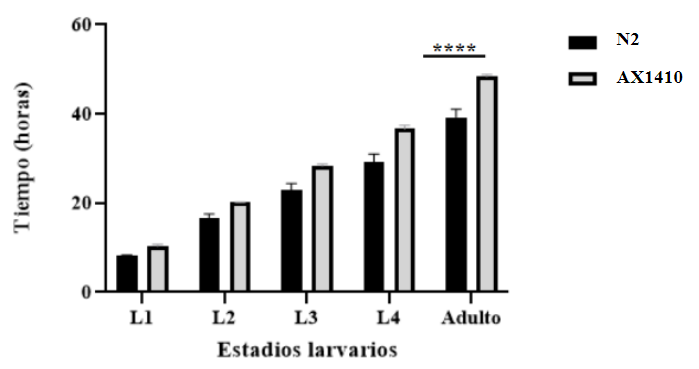 60
****
N2
AX1410
40
20
0
Tiempo (horas)
L1 L2 L3 L4 Adulto
Estadios larvarios